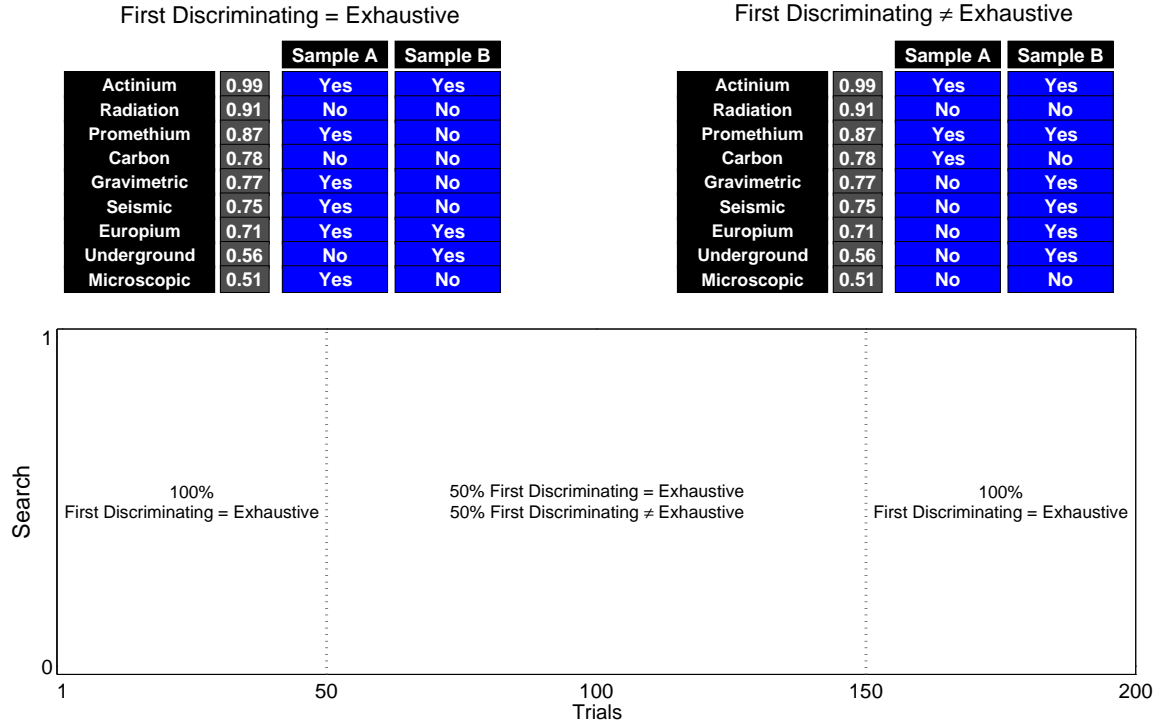 First Discriminating = Exhaustive
Sample A Sample B
Actinium 0.99 Yes Yes
Radiation 0.91 No No
Promethium 0.87 Yes No
Carbon 0.78 No No
Gravimetric 0.77 Yes No
Seismic 0.75 Yes No
Europium 0.71 Yes Yes
Underground 0.56 No Yes
Microscopic 0.51 Yes No
First Discriminating ≠ Exhaustive
Sample A Sample B
Actinium 0.99 Yes Yes
Radiation 0.91 No No
Promethium 0.87 Yes Yes
Carbon 0.78 Yes No
Gravimetric 0.77 No Yes
Seismic 0.75 No Yes
Europium 0.71 No Yes
Underground 0.56 No Yes
Microscopic 0.51 No No
1
Search
0
100%
First Discriminating = Exhaustive
50% First Discriminating = Exhaustive
50% First Discriminating ≠ Exhaustive
100%
First Discriminating = Exhaustive
1 50 100 150 200
Trials